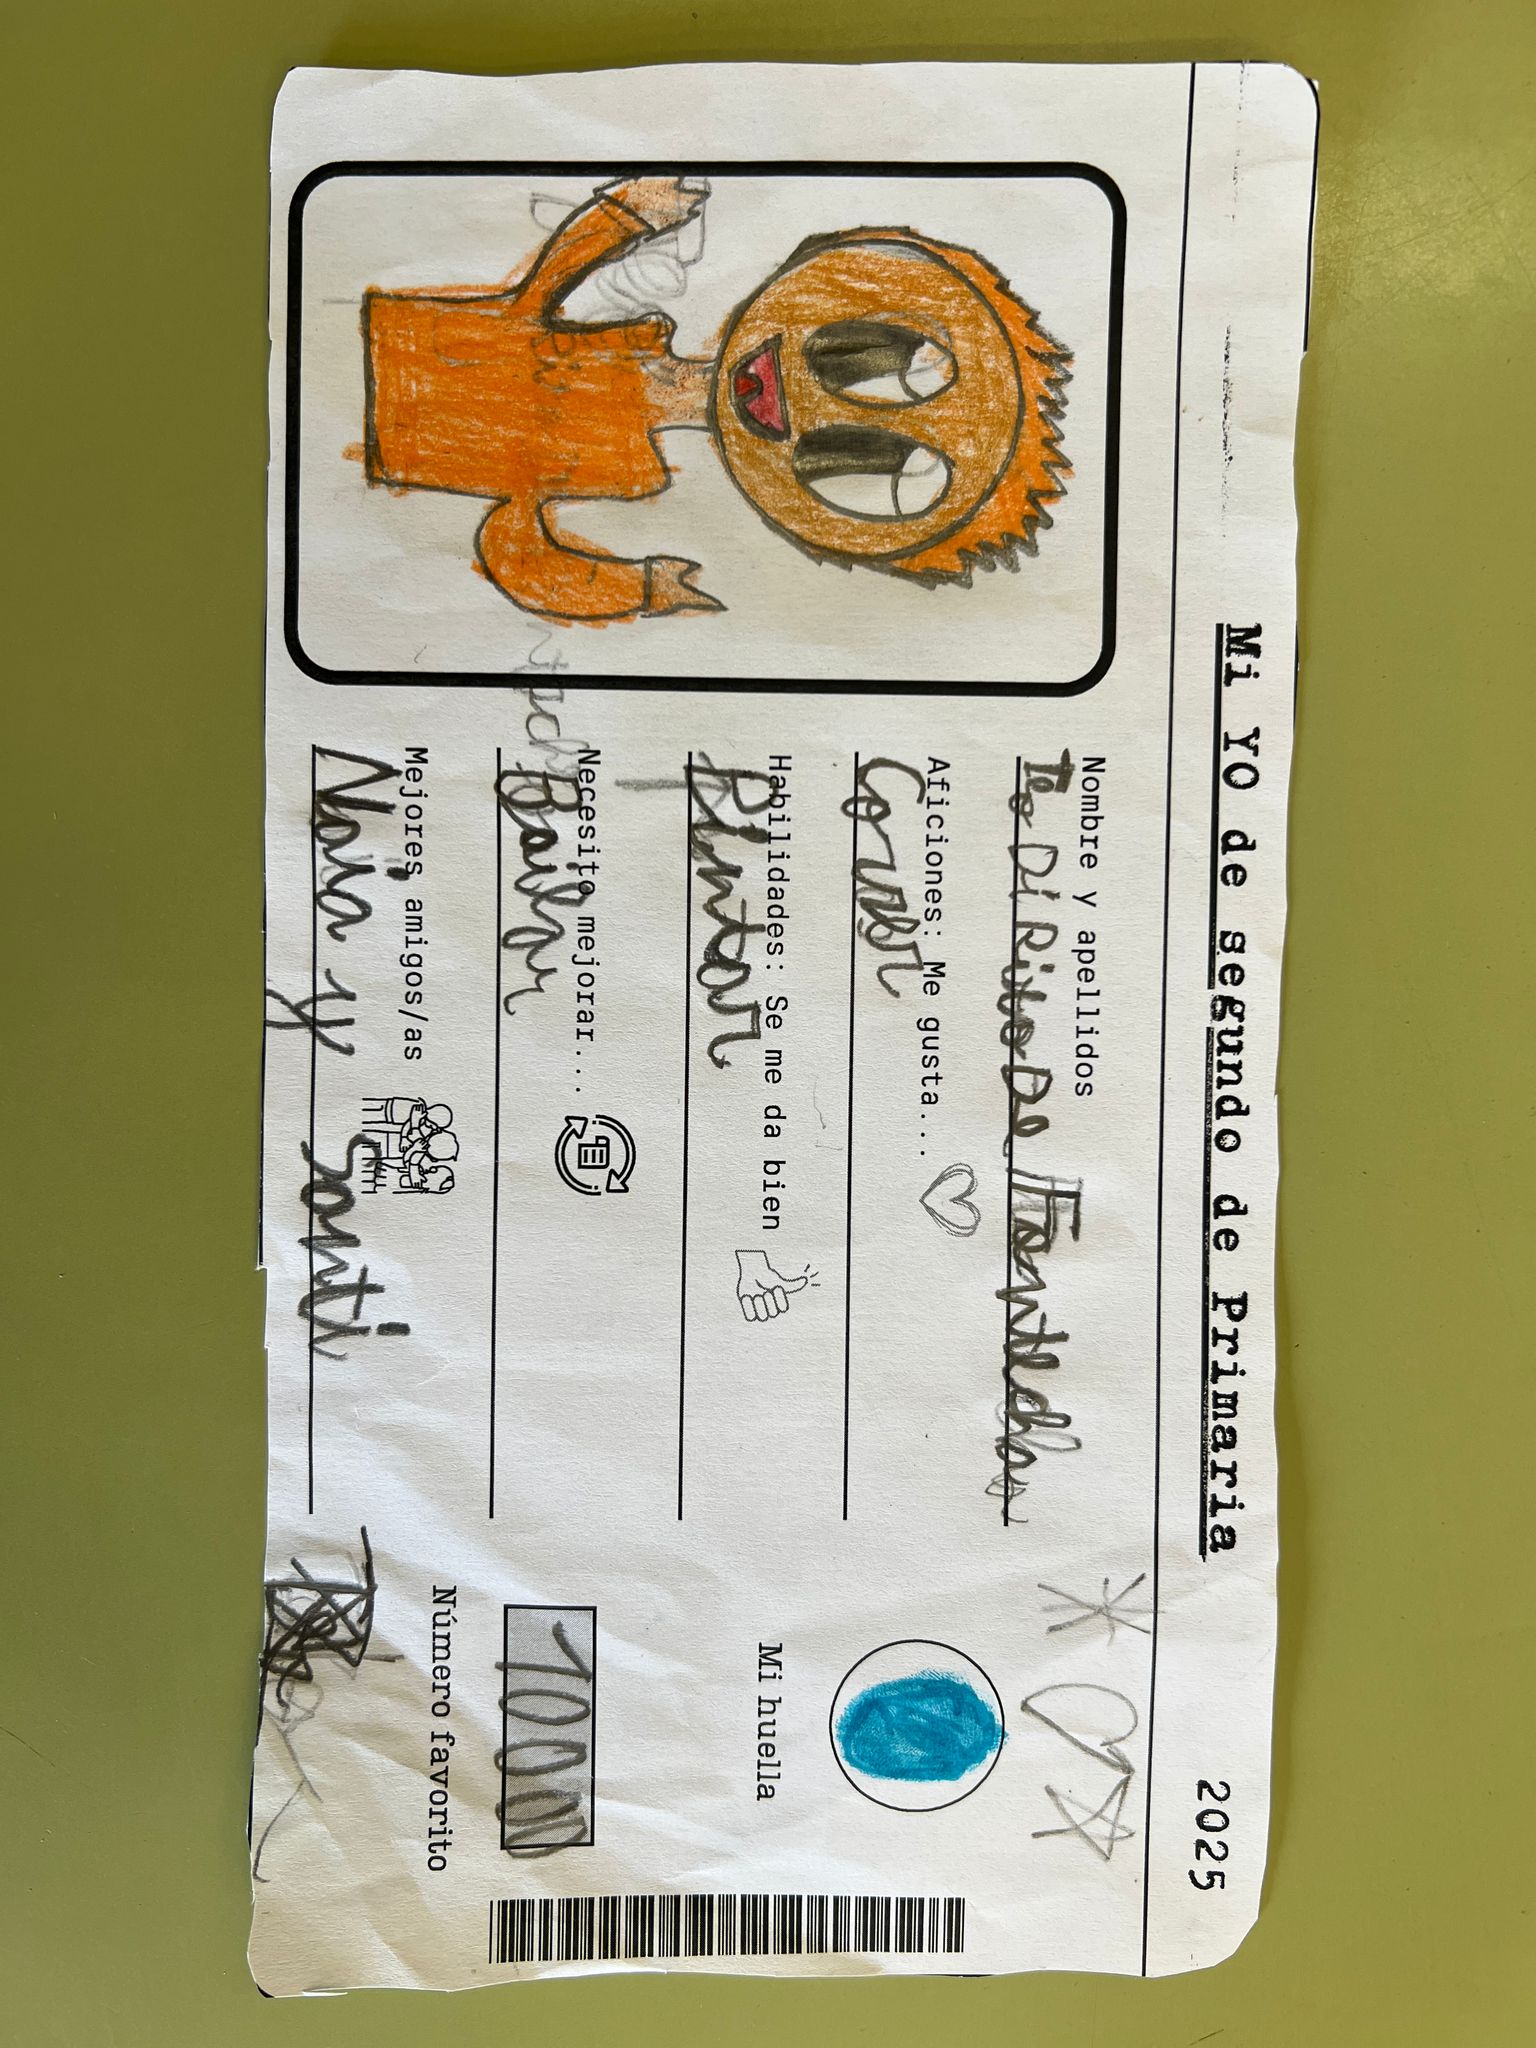 Mi YO de segundo de Primaria
2025
Nombre y apellidos
Teo Di Rito De Fontecha
Aficiones: Me gusta...
Correr
Habilidades: Se me da bien
Pintar
Necesito mejorar...
Bailar
Mejores amigos/as
Naia y Santi
Mi huella
10000
Número favorito